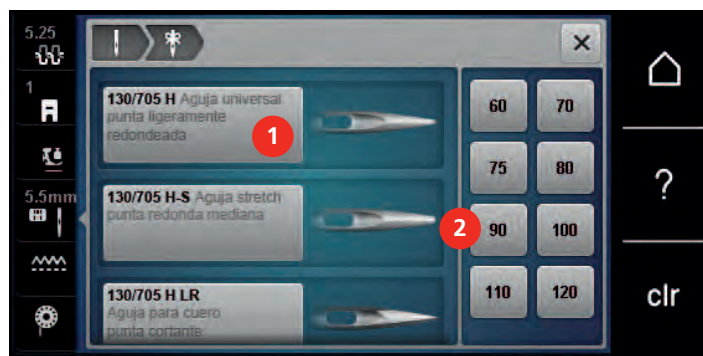 5.25
1
5.5mm
130/705 H Aguja universal
punta ligeramente
redondeada
1
130/705 H-S Aguja stretch
punta redonda mediana
130/705 H LR
Aguja para cuero
punta cortante
60 70
75 80
2
90 100
110 120
?
clr